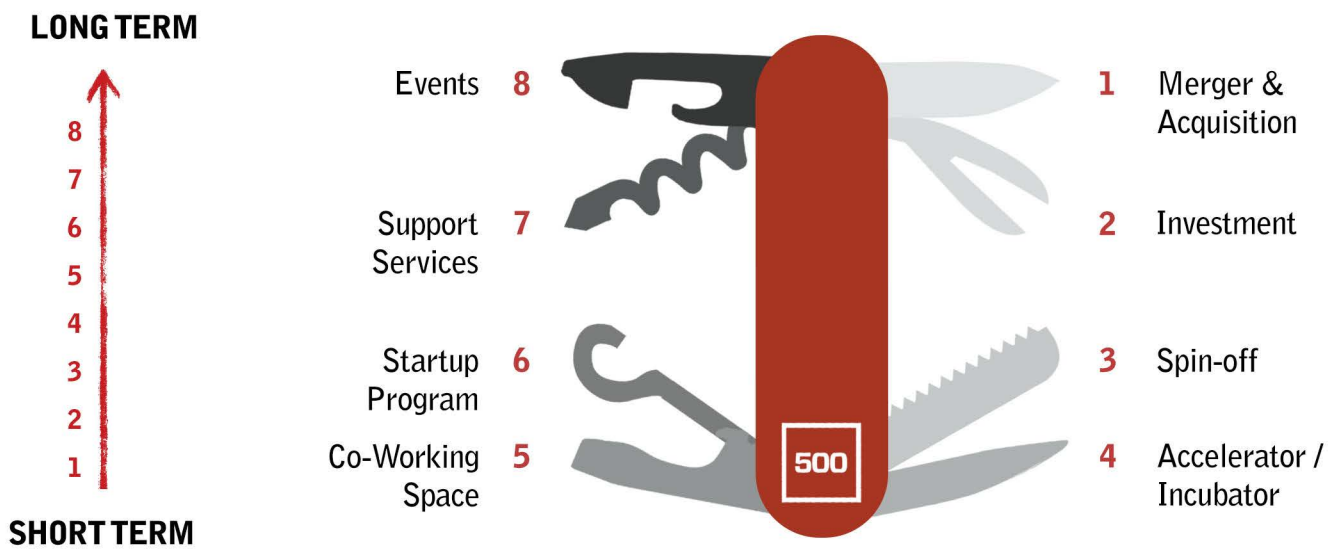 LONG TERM
8
7
6
5
4
3
2
1
SHORT TERM
Events 8
Support 7
Services
Startup 6
Program
Co-Working 5
Space
500
1 Merger &
Acquisition
2 Investment
3 Spin-off
4 Accelerator /
Incubator